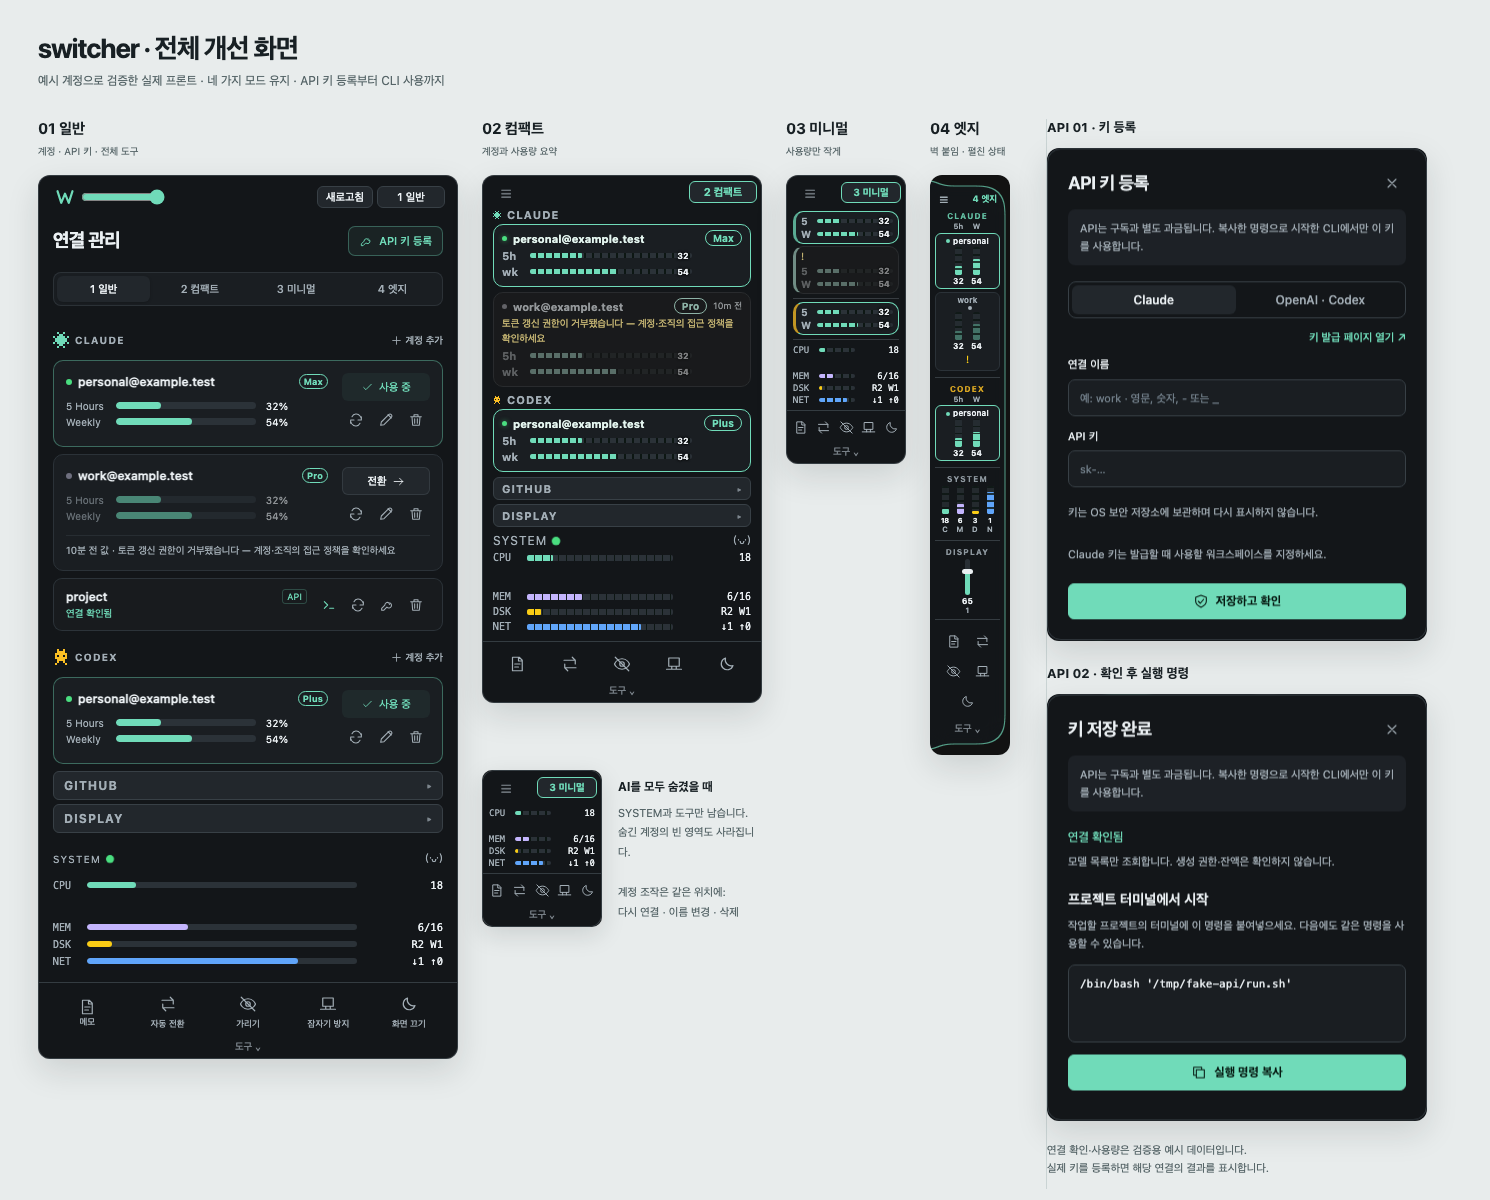 switcher · 전체 개선 화면
예시 계정으로 검증한 실제 프론트 · 네 가지 모드 유지 · API 키 등록부터 CLI 사용까지
01 일반
계정 · API 키 · 전체 도구
W
새로고침
1 일반
연결 관리
API 키 등록
1 일반
2 컴팩트
3 미니멀
4 엣지
CLAUDE
+ 계정 추가
personal@example.test
Max
✓ 사용 중
5 Hours 32%
Weekly 54%
work@example.test
Pro
전환 →
5 Hours 32%
Weekly 54%
10분 전 값 · 토큰 갱신 권한이 거부됐습니다 — 계정·조직의 접근 정책을 확인하세요
project
API
연결 확인됨
CODEX
+ 계정 추가
personal@example.test
Plus
✓ 사용 중
5 Hours 32%
Weekly 54%
GITHUB
DISPLAY
SYSTEM
CPU 18
MEM 6/16
DSK R2 W1
NET ↓1 ↑0
메모
자동 전환
가리기
잠자기 방지
화면 끄기
도구
02 컴팩트
계정과 사용량 요약
2 컴팩트
CLAUDE
personal@example.test
Max
5h 32
wk 54
work@example.test
Pro
10m 전
토큰 갱신 권한이 거부됐습니다 — 계정·조직의 접근 정책을
확인하세요
5h 32
wk 54
CODEX
personal@example.test
Plus
5h 32
wk 54
GITHUB
DISPLAY
SYSTEM
CPU 18
MEM 6/16
DSK R2 W1
NET ↓1 ↑0
도구
03 미니멀
사용량만 작게
3 미니멀
5 32
W 54
!
5 32
W 54
5 32
W 54
CPU 18
MEM 6/16
DSK R2 W1
NET ↓1 ↑0
도구
04 엣지
벽 붙임 · 펼친 상태
4 엣지
CLAUDE
5h W
personal
32 54
work
32 54
!
CODEX
5h W
personal
32 54
SYSTEM
18 6 3 1
C M D N
DISPLAY
65
1
도구
3 미니멀
CPU 18
MEM 6/16
DSK R2 W1
NET ↓1 ↑0
도구
AI를 모두 숨겼을 때
SYSTEM과 도구만 남습니다.
숨긴 계정의 빈 영역도 사라집니
다.
계정 조작은 같은 위치에:
다시 연결 · 이름 변경 · 삭제
API 01 · 키 등록
API 키 등록
API는 구독과 별도 과금됩니다. 복사한 명령으로 시작한 CLI에서만 이 키
를 사용합니다.
Claude
OpenAI · Codex
키 발급 페이지 열기 ↗
연결 이름
예: work · 영문, 숫자, - 또는 _
API 키
sk-...
키는 OS 보안 저장소에 보관하며 다시 표시하지 않습니다.
Claude 키는 발급할 때 사용할 워크스페이스를 지정하세요.
저장하고 확인
API 02 · 확인 후 실행 명령
키 저장 완료
API는 구독과 별도 과금됩니다. 복사한 명령으로 시작한 CLI에서만 이 키
를 사용합니다.
연결 확인됨
모델 목록만 조회합니다. 생성 권한·잔액은 확인하지 않습니다.
프로젝트 터미널에서 시작
작업할 프로젝트의 터미널에 이 명령을 붙여넣으세요. 다음에도 같은 명령을 사
용할 수 있습니다.
/bin/bash '/tmp/fake-api/run.sh'
실행 명령 복사
연결 확인·사용량은 검증용 예시 데이터입니다.
실제 키를 등록하면 해당 연결의 결과를 표시합니다.